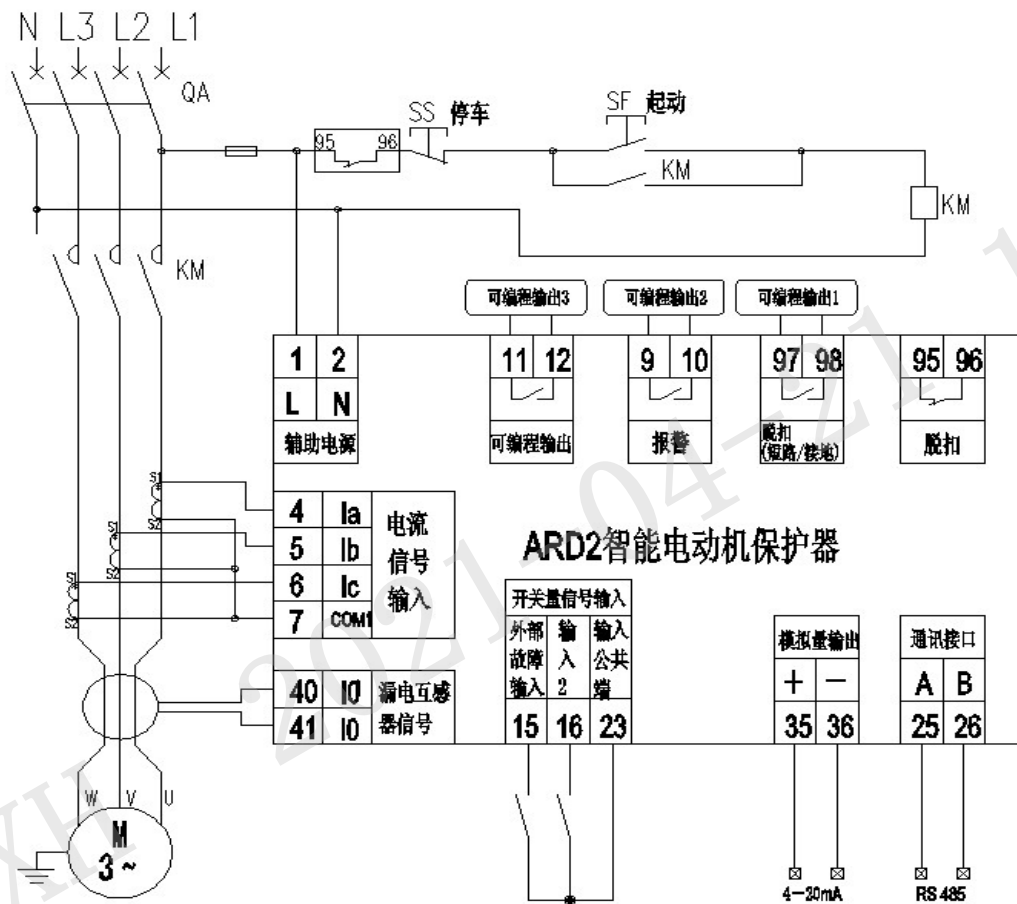 N L3 L2 L1
QA
SS 停车
SF 起动
95 96
KM
KM
KM
可编程输出3 可编程输出2 可编程输出1
1 2
L N
辅助电源
11 12
可编程输出
9 10
报警
97 98
脱扣
(短路/接地)
95 96
脱扣
S1
S2
S1
S2
S1
S2
4 Ia
5 Ib
6 Ic
7 COM1
电流
信号
输入
ARD2智能电动机保护器
40 I0
41 I0
漏电互感
器信号
开关量信号输入
外部
故障
输入
输
入
2
输入
公共
端
15 16 23
模拟量输出
+ -
35 36
通讯接口
A B
25 26
W V U
M
3 ~
4-20mA
RS485
XH 2021-04-21 1